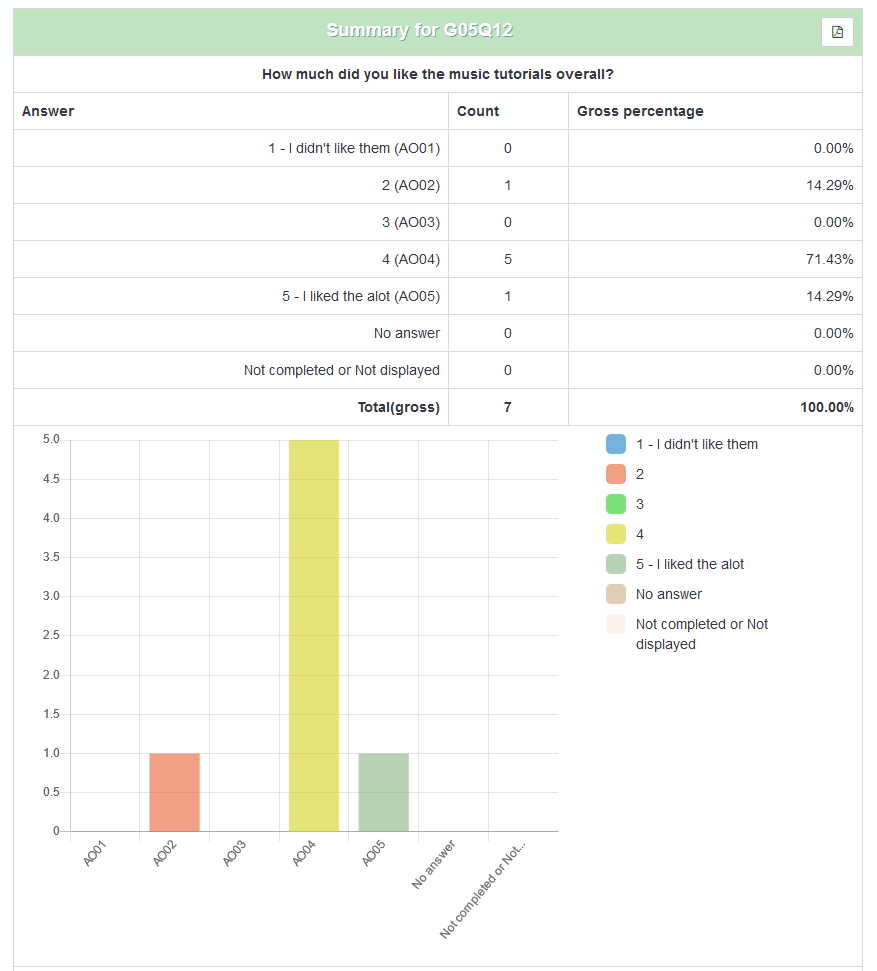 Summary for G05Q12
How much did you like the music tutorials overall?
Answer Count Gross percentage
1 - I didn't like them (AO01) 0 0.00%
2 (AO02) 1 14.29%
3 (AO03) 0 0.00%
4 (AO04) 5 71.43%
5 - I liked the alot (AO05) 1 14.29%
No answer 0 0.00%
Not completed or Not displayed 0 0.00%
Total(gross) 7 100.00%
5.0
4.5
4.0
3.5
3.0
2.5
2.0
1.5
1.0
0.5
0
AO01
AO02
AO03
AO04
AO05
No answer
Not completed or Not...
1 - I didn't like them
2
3
4
5 - I liked the alot
No answer
Not completed or Not
displayed